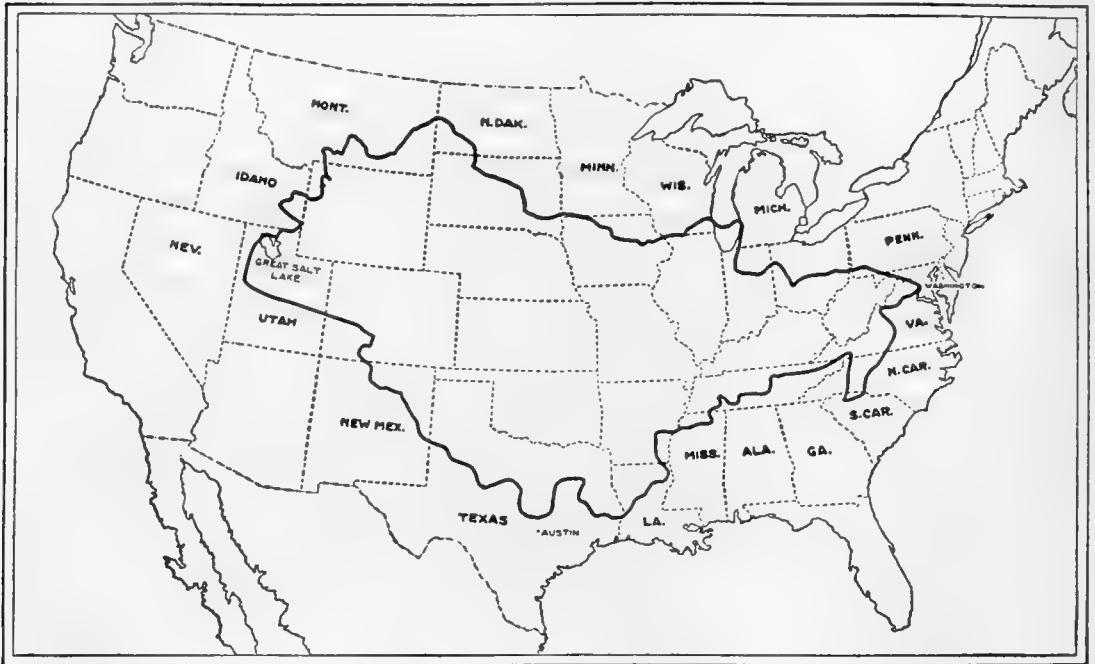 MONT.
N.DAK.
MINN.
IDAHO
WIS.
MICH.
NEV.
PENN.
GREAT SALT
LAKE
WASHINGTON
UTAH
VA.
N.CAR.
NEW MEX.
S.CAR.
MISS.
ALA.
GA.
TEXAS
LA.
AUSTIN